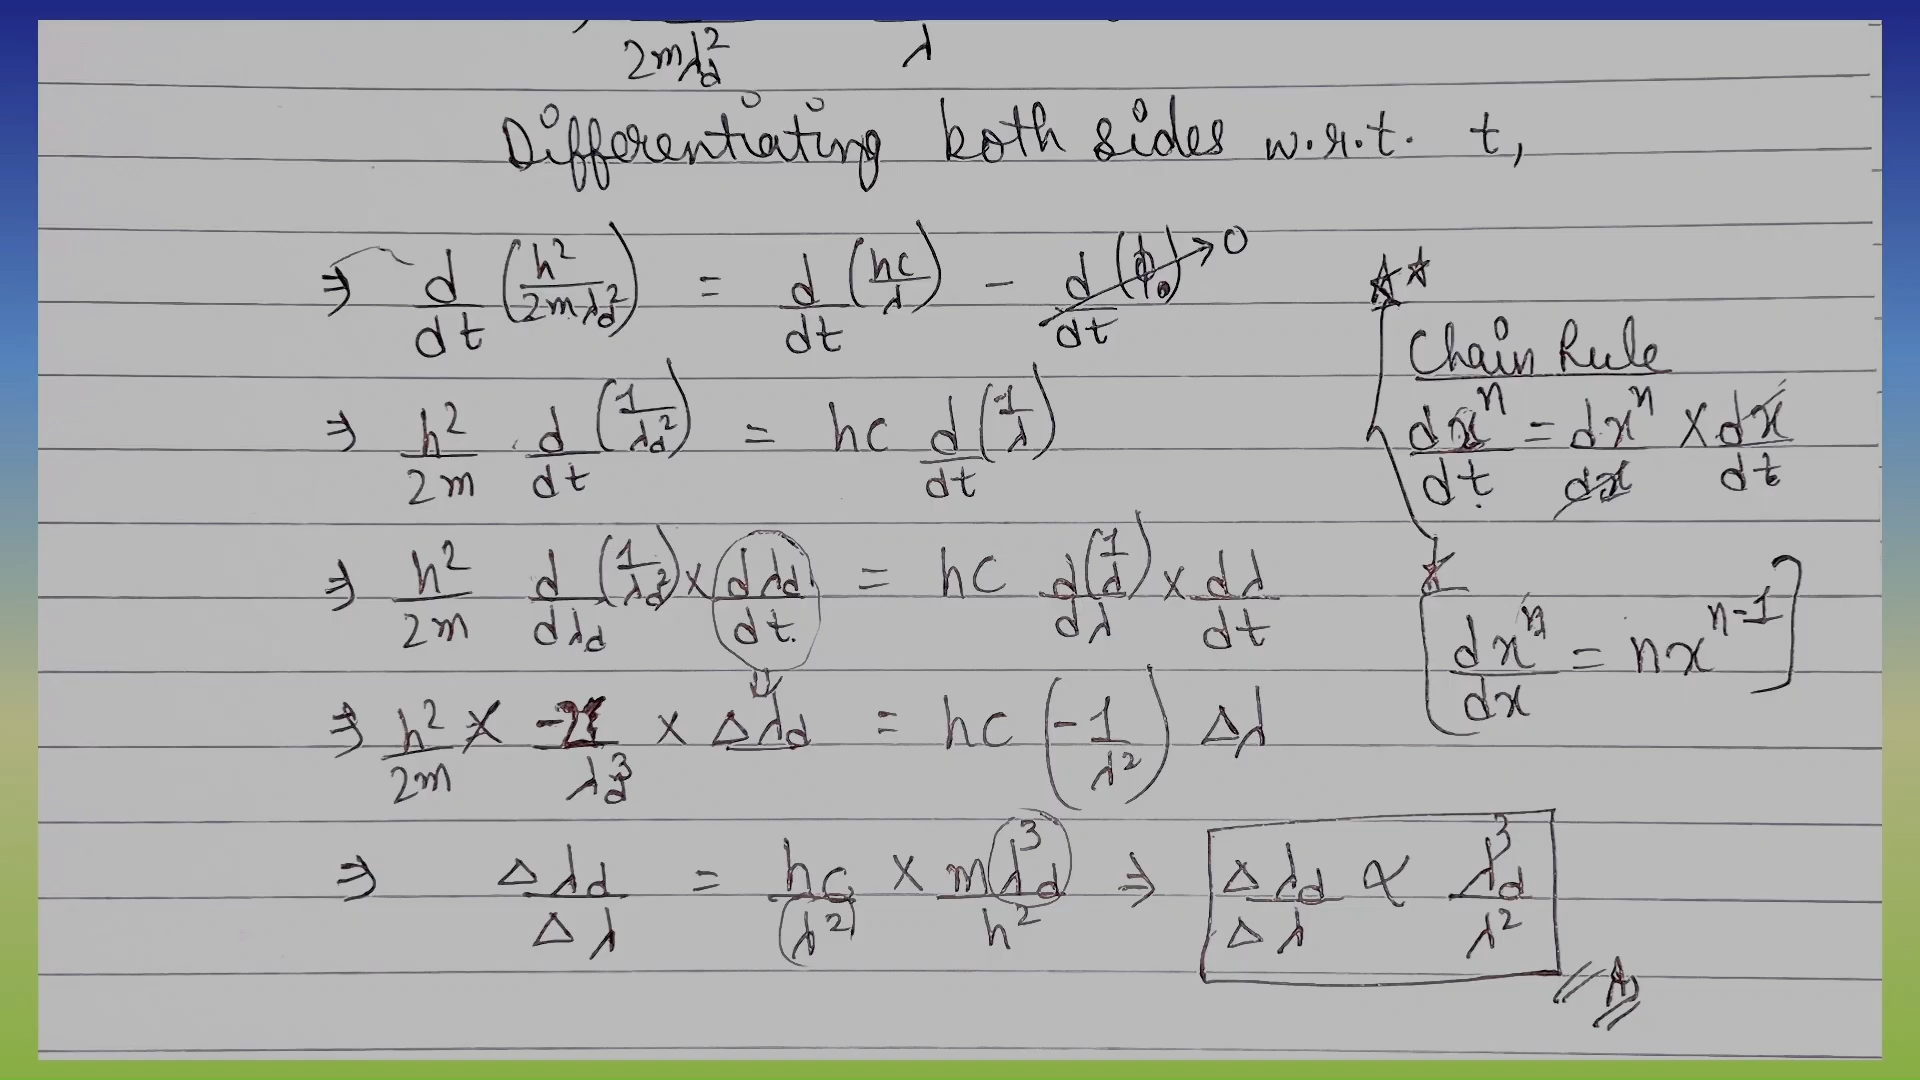 2mλd² λ
Differentiating both sides w.r.t. t,
⇒ d/dt (h²/2mλd²) = d/dt (hc/λ) − d/dt (ϕ₀) → 0
⇒ h²/2m d/dt (1/λd²) = hc d/dt (1/λ)
⇒ h²/2m d/dλd (1/λd²) × dλd/dt = hc d/dλ (1/λ) × dλ/dt
⇒ h²/2m × −2/λd³ × Δλd = hc (−1/λ²) Δλ
⇒ Δλd/Δλ = hc/(λ²) × mλ³d/h² ⇒ Δλd/Δλ ∝ λ³d/λ²
A
Chain Rule
dxⁿ/dt = dxⁿ/dx × dx/dt
dxⁿ/dx = nxⁿ⁻¹